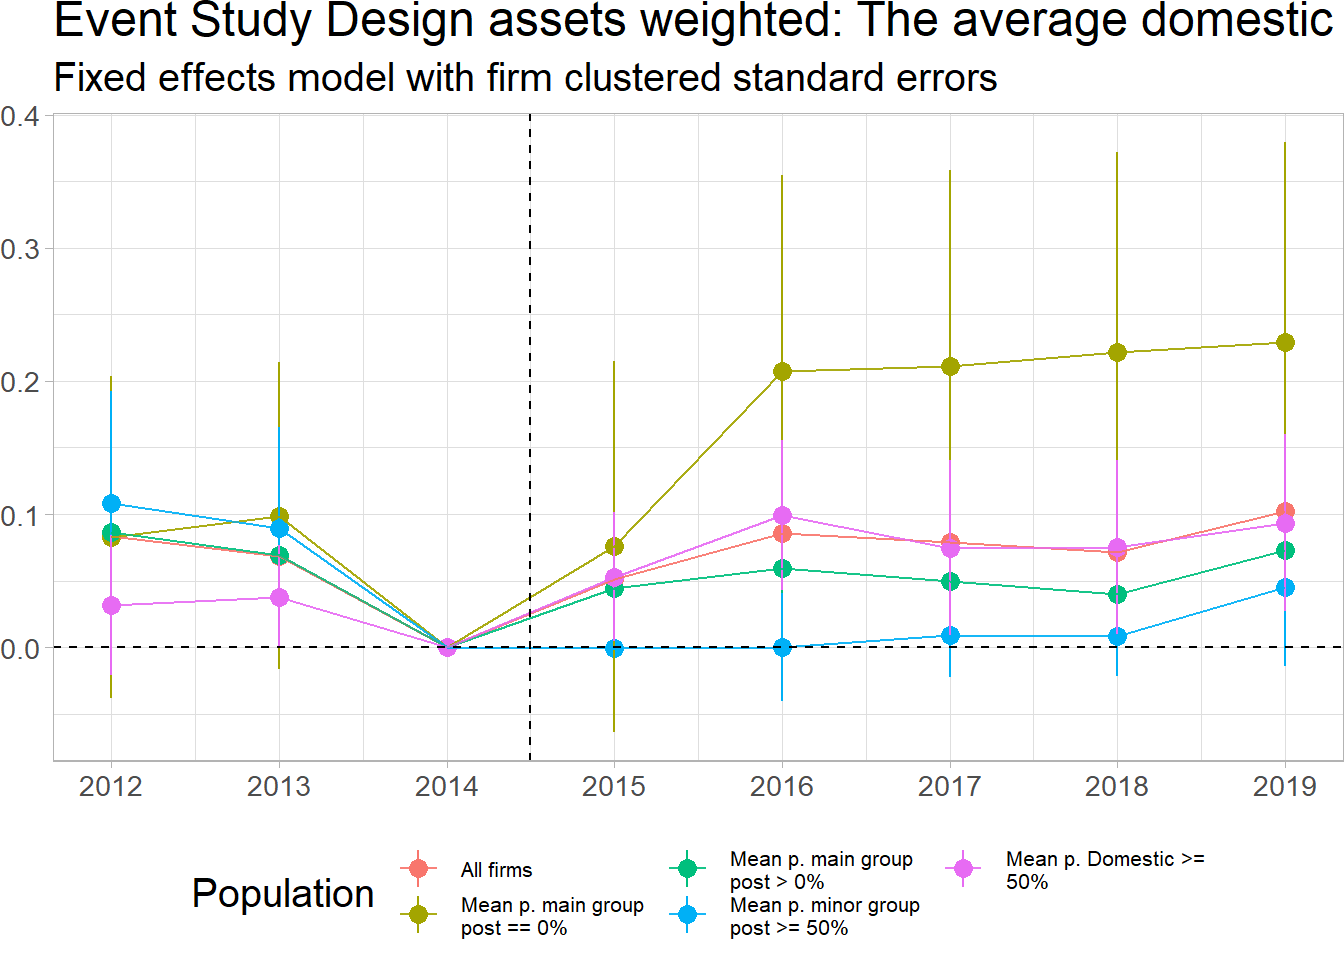 Event Study Design assets weighted: The average domestic
Fixed effects model with firm clustered standard errors
0.4
0.3
0.2
0.1
0.0
2012 2013 2014 2015 2016 2017 2018 2019
Population
All firms
Mean p. main group
post == 0%
Mean p. main group
post > 0%
Mean p. minor group
post >= 50%
Mean p. Domestic >=
50%